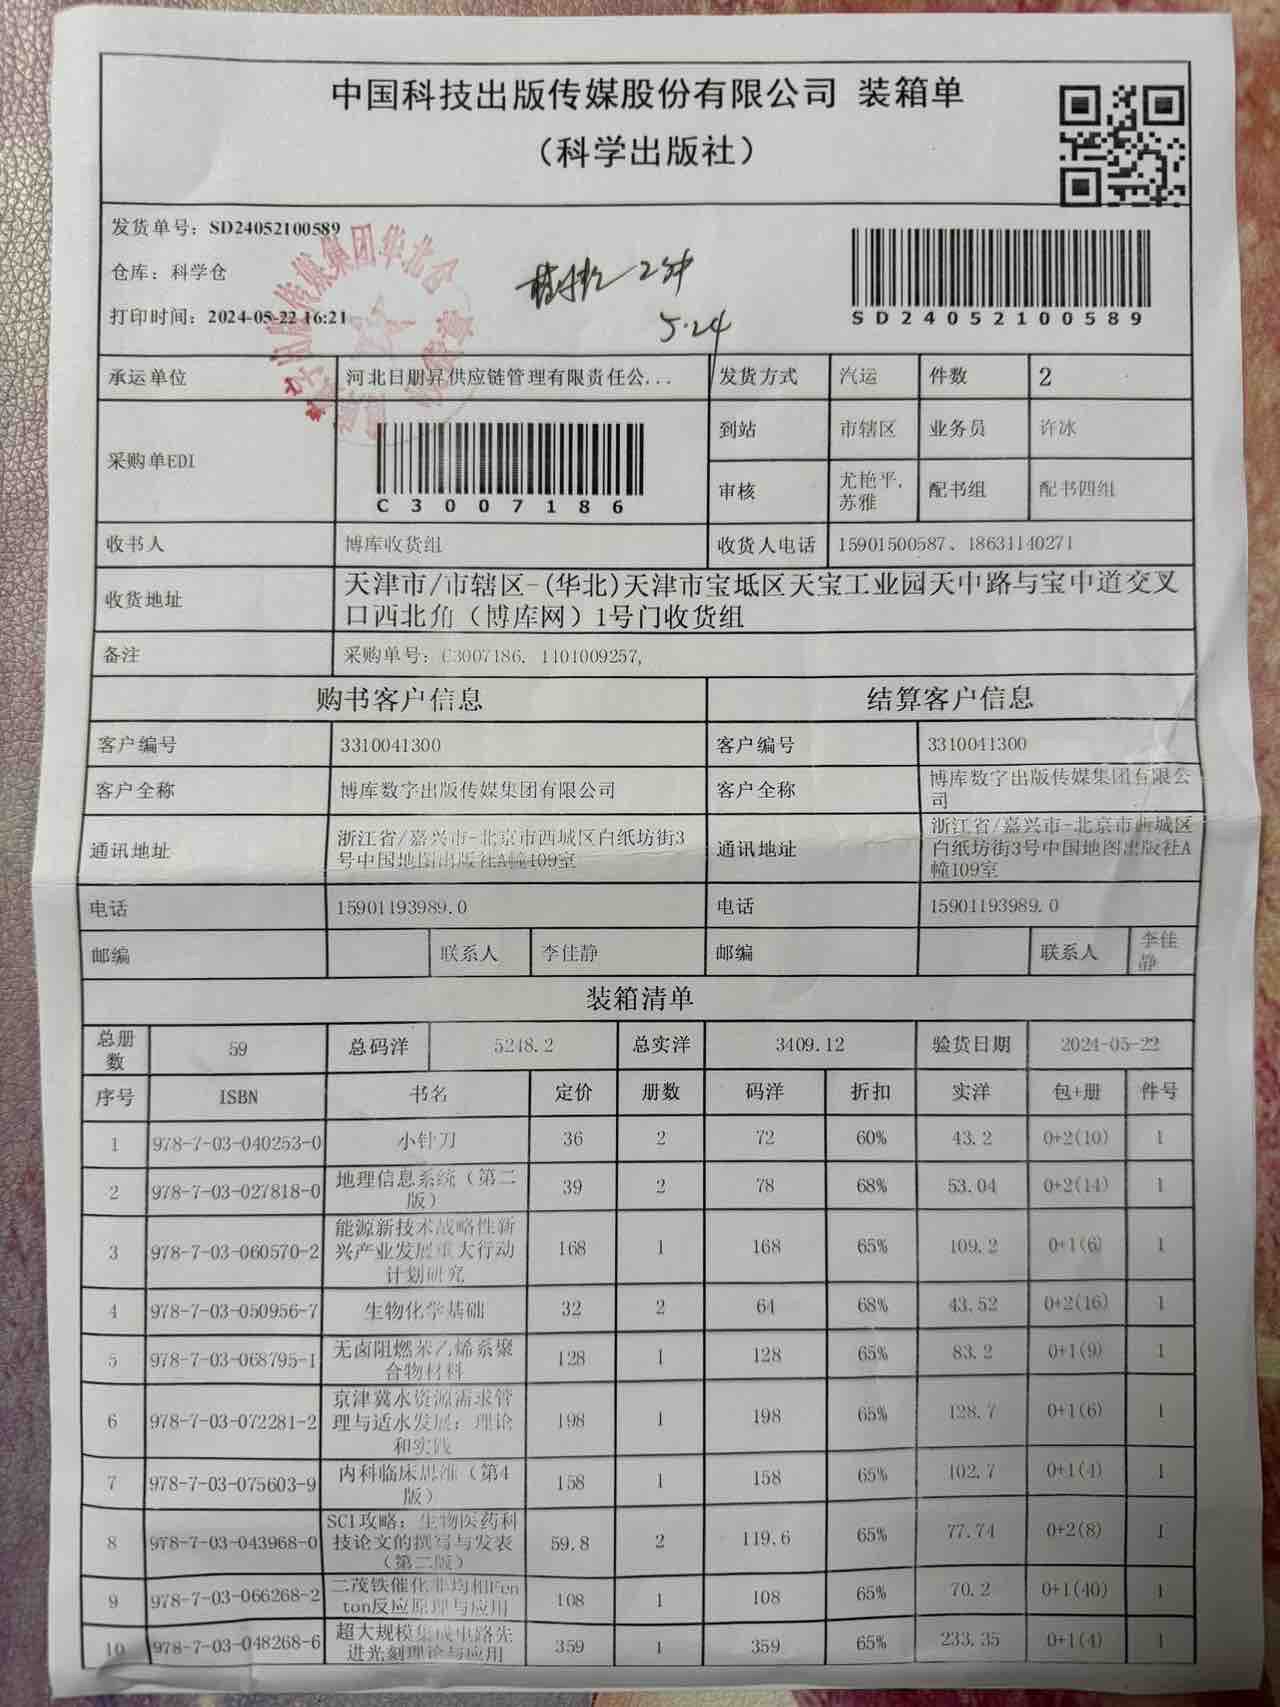 中国科技出版传媒股份有限公司 装箱单
（科学出版社）
发货单号：SD24052100589
仓库：科学仓
打印时间：2024-05-22 16:21
2件
5.24
SD24052100589
承运单位 河北日朋昇供应链管理有限责任公... 发货方式 汽运 件数 2
采购单EDI C3007186 到站 市辖区 业务员 许冰
审核 尤艳平, 苏雅 配书组 配书四组
收书人 博库收货组 收货人电话 15901500587、18631140271
收货地址 天津市/市辖区-(华北)天津市宝坻区天宝工业园天中路与宝中道交叉
口西北角（博库网）1号门收货组
备注 采购单号：C3007186, 1101009257,
购书客户信息 结算客户信息
客户编号 3310041300 客户编号 3310041300
客户全称 博库数字出版传媒集团有限公司 客户全称 博库数字出版传媒集团有限公司
通讯地址 浙江省/嘉兴市-北京市西城区白纸坊街3号中国地图出版社A幢109室 通讯地址 浙江省/嘉兴市-北京市西城区白纸坊街3号中国地图出版社A幢109室
电话 15901193989.0 电话 15901193989.0
邮编 联系人 李佳静 邮编 联系人 李佳静
装箱清单
总册数 59 总码洋 5248.2 总实洋 3409.12 验货日期 2024-05-22
序号 ISBN 书名 定价 册数 码洋 折扣 实洋 包+册 件号
1 978-7-03-040253-0 小针刀 36 2 72 60% 43.2 0+2(10) 1
2 978-7-03-027818-0 地理信息系统（第二版） 39 2 78 68% 53.04 0+2(14) 1
3 978-7-03-060570-2 能源新技术战略性新兴产业发展重大行动计划研究 168 1 168 65% 109.2 0+1(6) 1
4 978-7-03-050956-7 生物化学基础 32 2 64 68% 43.52 0+2(16) 1
5 978-7-03-068795-1 无卤阻燃苯乙烯系聚合物材料 128 1 128 65% 83.2 0+1(9) 1
6 978-7-03-072281-2 京津冀水资源需求管理与适水发展：理论和实践 198 1 198 65% 128.7 0+1(6) 1
7 978-7-03-075603-9 内科临床思维（第4版） 158 1 158 65% 102.7 0+1(4) 1
8 978-7-03-043968-0 SCI攻略：生物医药科技论文的撰写与发表（第二版） 59.8 2 119.6 65% 77.74 0+2(8) 1
9 978-7-03-066268-2 二茂铁催化非均相Fenton反应原理与应用 108 1 108 65% 70.2 0+1(40) 1
10 978-7-03-048268-6 超大规模集成电路先进光刻理论与应用 359 1 359 65% 233.35 0+1(4) 1